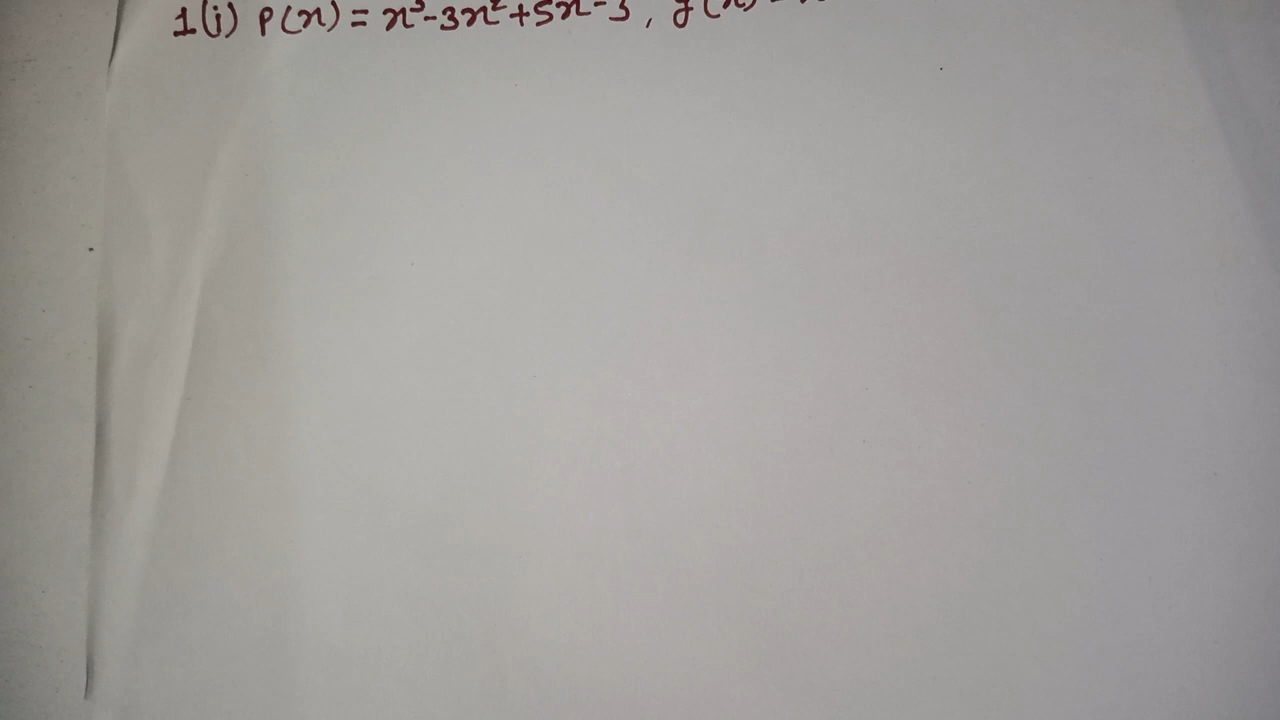 1(i) P(x) = x³-3x²+5x-3, g(x)